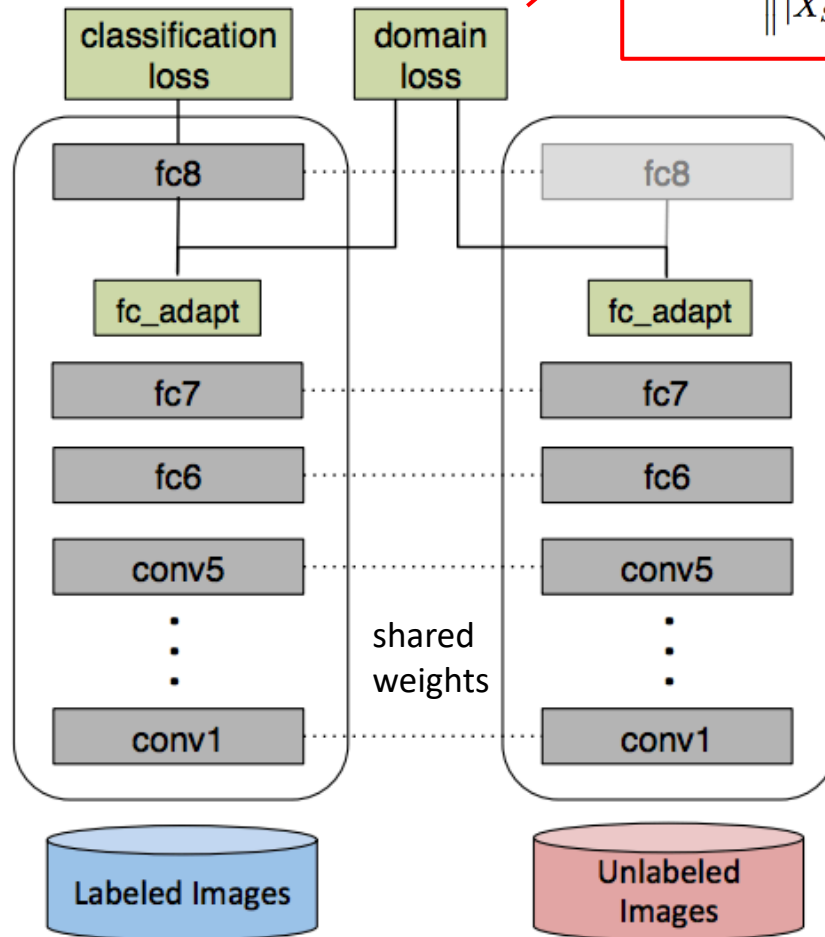 ‖|X_S
classification
loss
domain
loss
fc8
fc8
fc_adapt
fc_adapt
fc7
fc7
fc6
fc6
conv5
conv5
shared
weights
conv1
conv1
Labeled Images
Unlabeled
Images